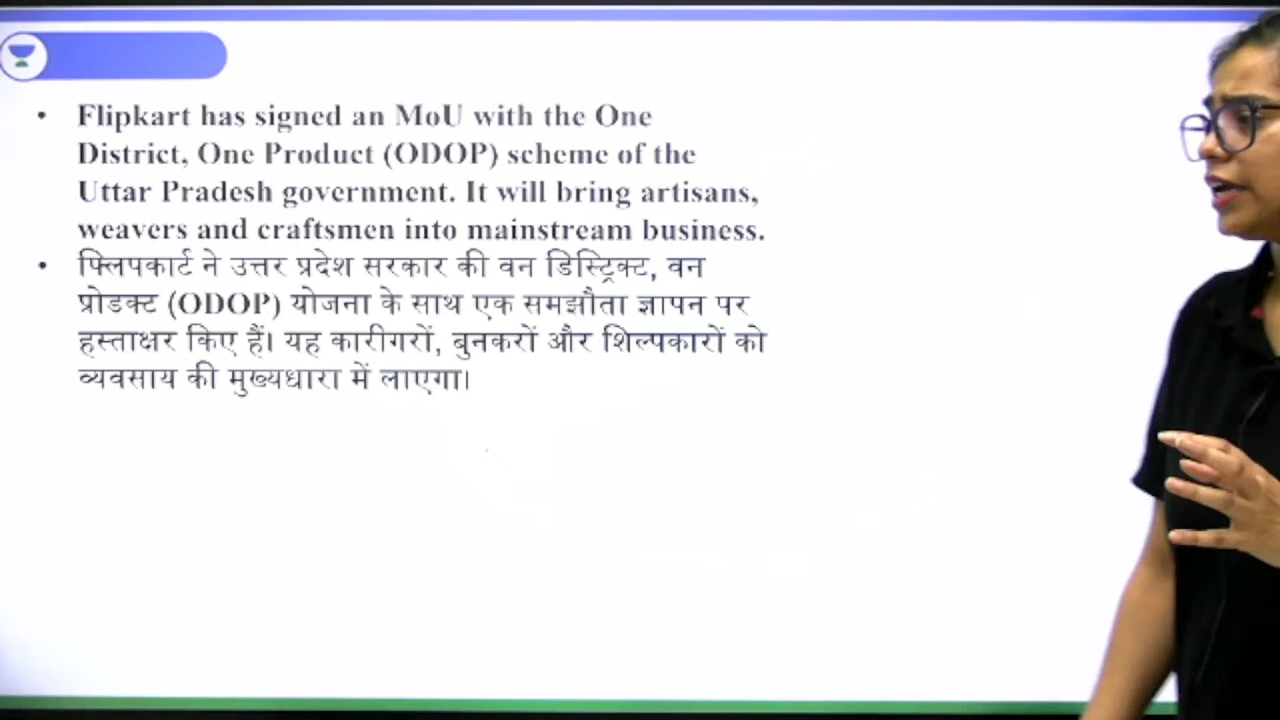 • Flipkart has signed an MoU with the One
District, One Product (ODOP) scheme of the
Uttar Pradesh government. It will bring artisans,
weavers and craftsmen into mainstream business.
• फ्लिपकार्ट ने उत्तर प्रदेश सरकार की वन डिस्ट्रिक्ट, वन
प्रोडक्ट (ODOP) योजना के साथ एक समझौता ज्ञापन पर
हस्ताक्षर किए हैं। यह कारीगरों, बुनकरों और शिल्पकारों को
व्यवसाय की मुख्यधारा में लाएगा।